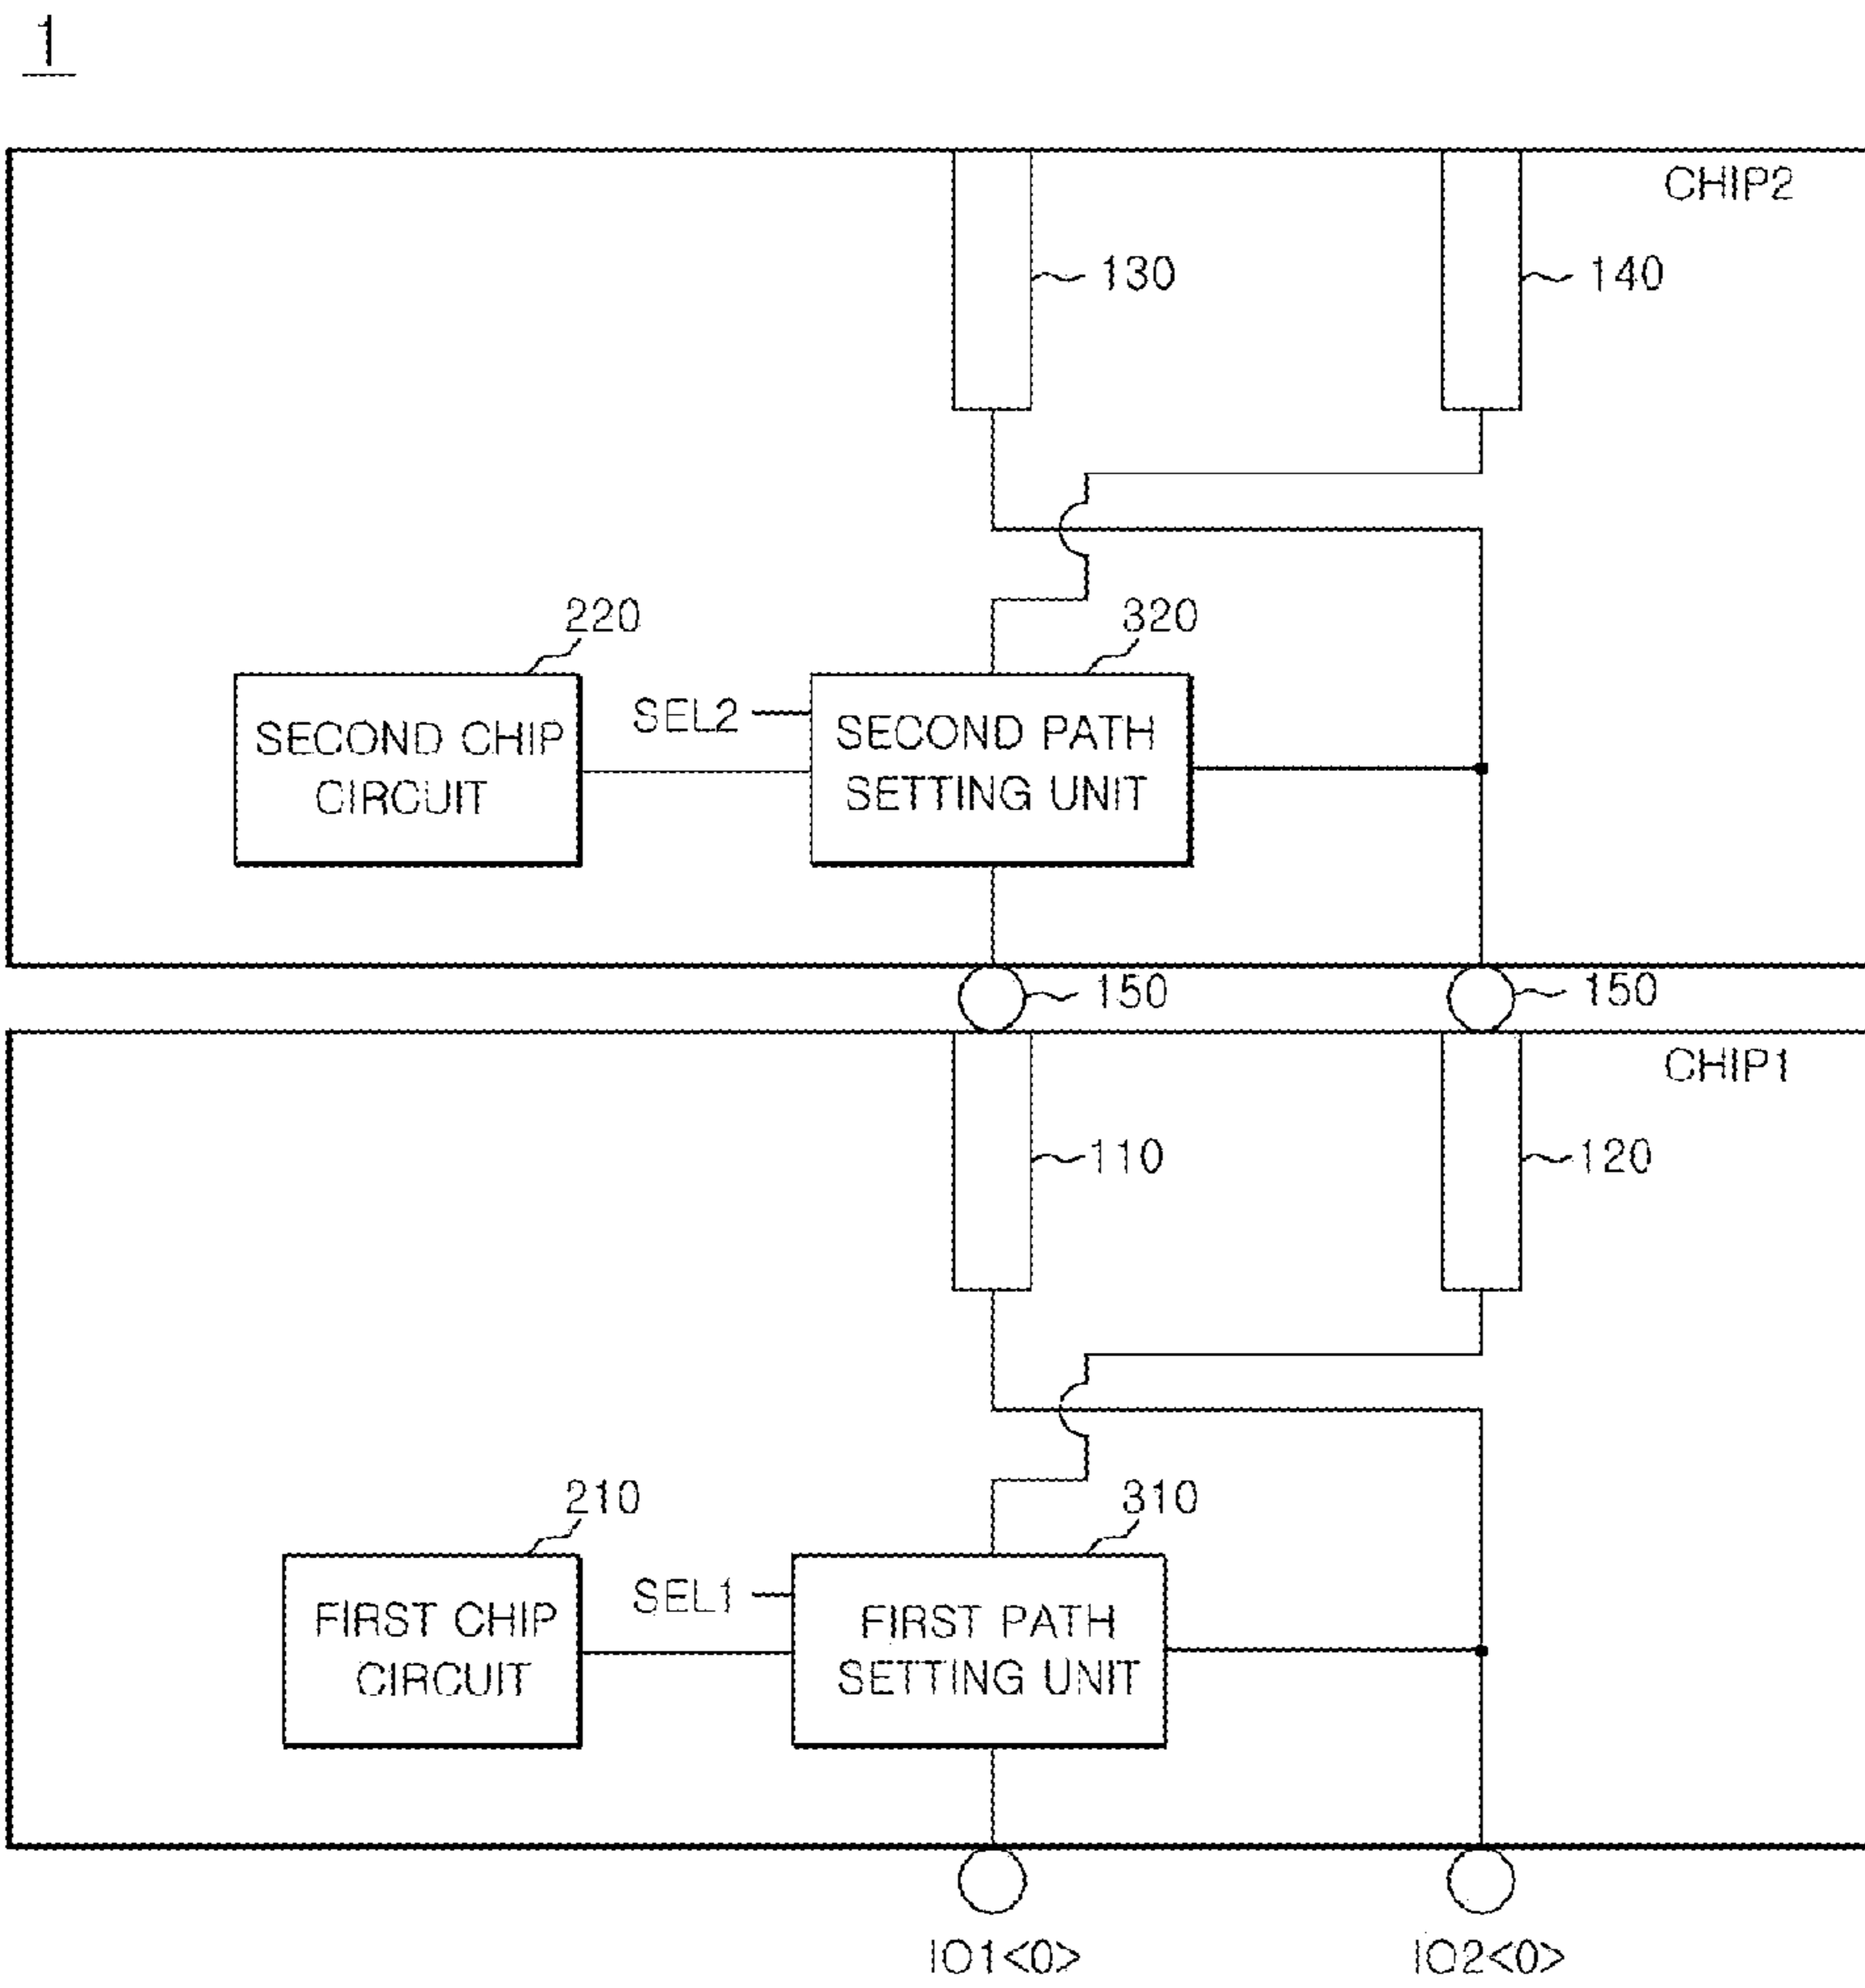 1
CHIP2
130
140
220
320
SEL2
SECOND CHIP
CIRCUIT
SECOND PATH
SETTING UNIT
150
150
CHIP1
110
120
210
310
SEL1
FIRST CHIP
CIRCUIT
FIRST PATH
SETTING UNIT
IO1<0>
IO2<0>